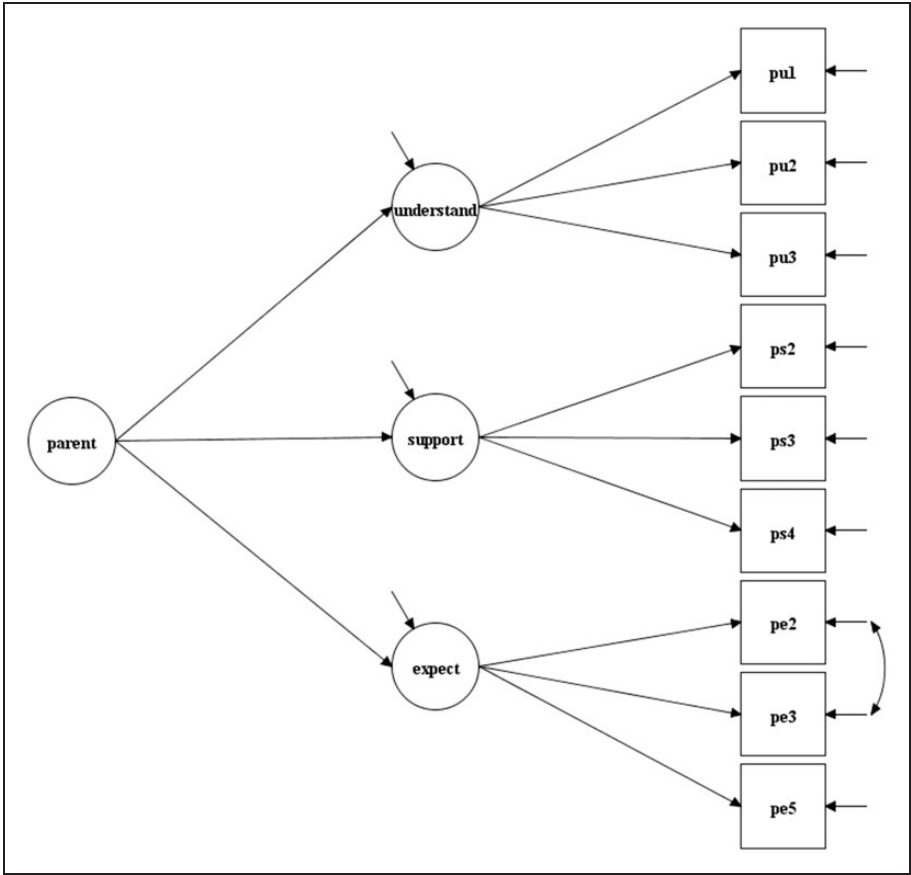 pu1
pu2
understand
pu3
ps2
parent
support
ps3
ps4
pe2
expect
pe3
pe5